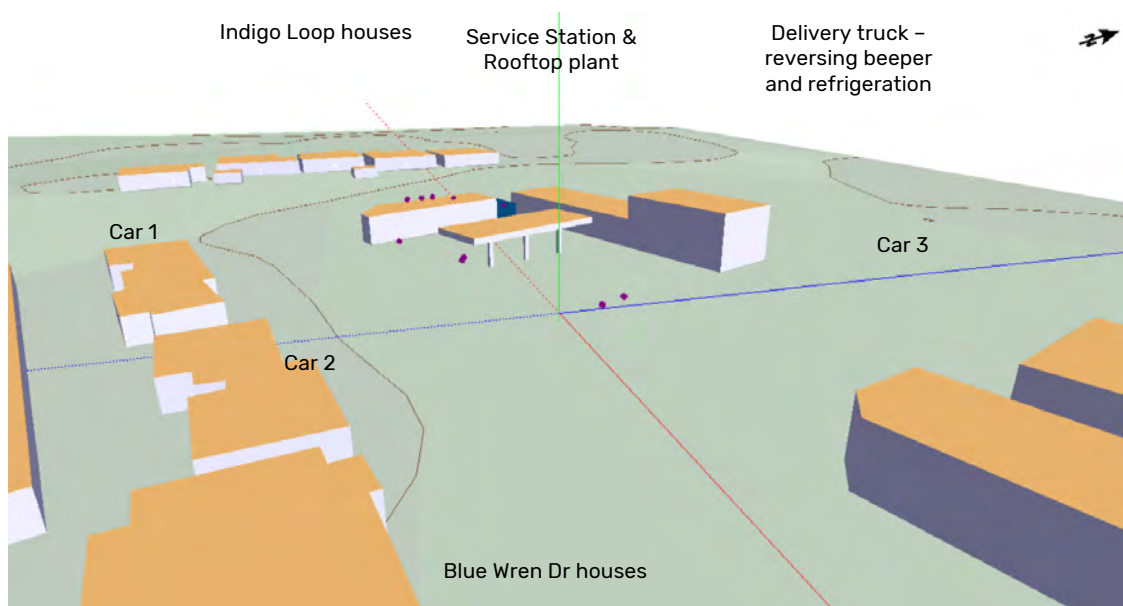 Indigo Loop houses
Service Station &
Rooftop plant
Delivery truck –
reversing beeper
and refrigeration
N
Car 1
Car 3
Car 2
Blue Wren Dr houses